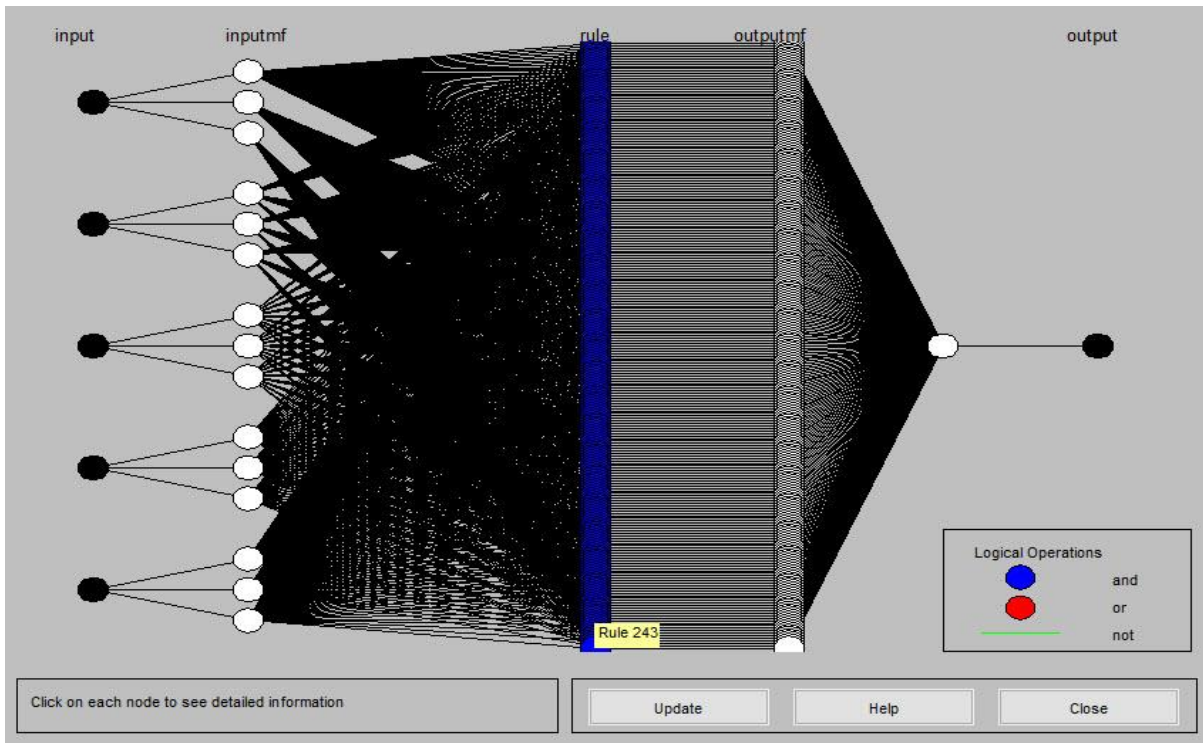 input
inputmf
rule
outputmf
output
Logical Operations
and
or
not
Rule 243
Click on each node to see detailed information
Update
Help
Close